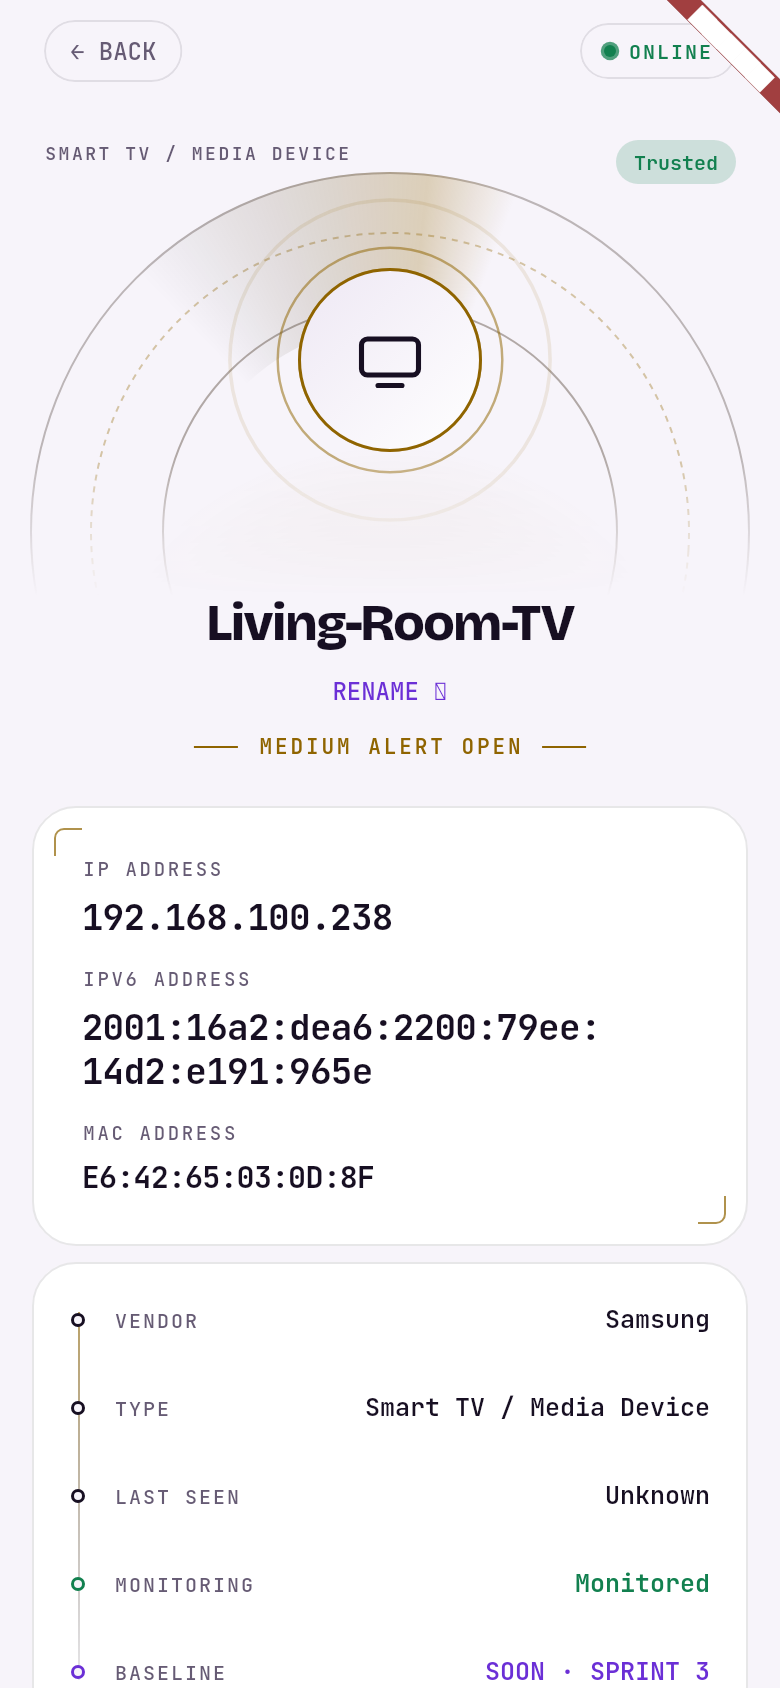 ← BACK
ONLINE
SMART TV / MEDIA DEVICE
Trusted
Living-Room-TV
RENAME
MEDIUM ALERT OPEN
IP ADDRESS
192.168.100.238
IPV6 ADDRESS
2001:16a2:dea6:2200:79ee:
14d2:e191:965e
MAC ADDRESS
E6:42:65:03:0D:8F
VENDOR Samsung
TYPE Smart TV / Media Device
LAST SEEN Unknown
MONITORING Monitored
BASELINE SOON · SPRINT 3